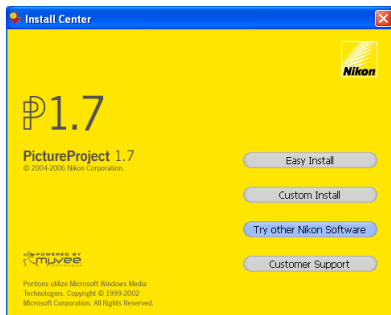 Install Center
Nikon
P1.7
PictureProject 1.7
© 2004-2006 Nikon Corporation.
Easy Install
Custom Install
Try other Nikon Software
Customer Support
POWERED BY
muvee
Portions utilize Microsoft Windows Media
Technologies. Copyright © 1999-2002
Microsoft Corporation. All Rights Reserved.